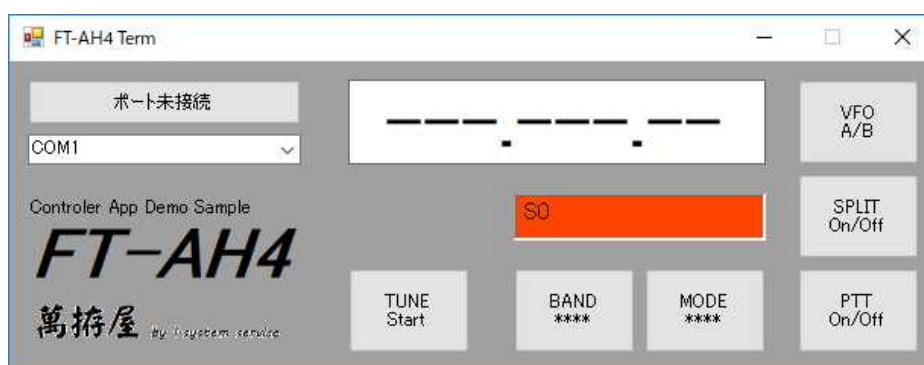 FT-AH4 Term
ポート未接続
COM1
Controler App Demo Sample
FT-AH4
萬拵屋
---.---.--
S0
TUNE
Start
BAND
****
MODE
****
VFO
A/B
SPLIT
On/Off
PTT
On/Off